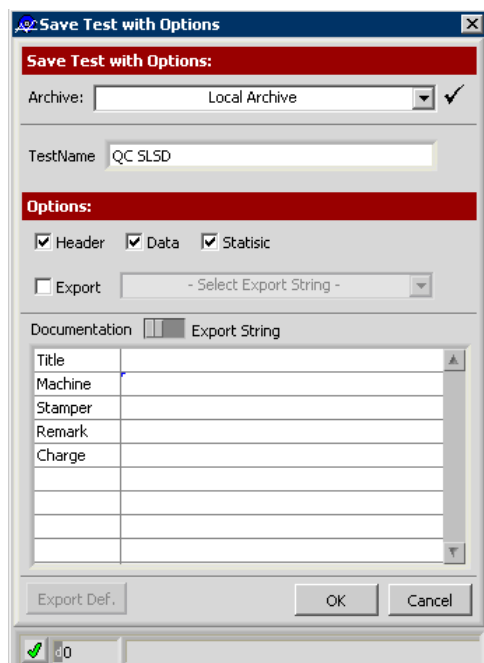 Save Test with Options
Save Test with Options:
Archive: Local Archive
TestName QC SLSD
Options:
Header Data Statisic
Export - Select Export String -
Documentation Export String
Title
Machine
Stamper
Remark
Charge
Export Def. OK Cancel
d0